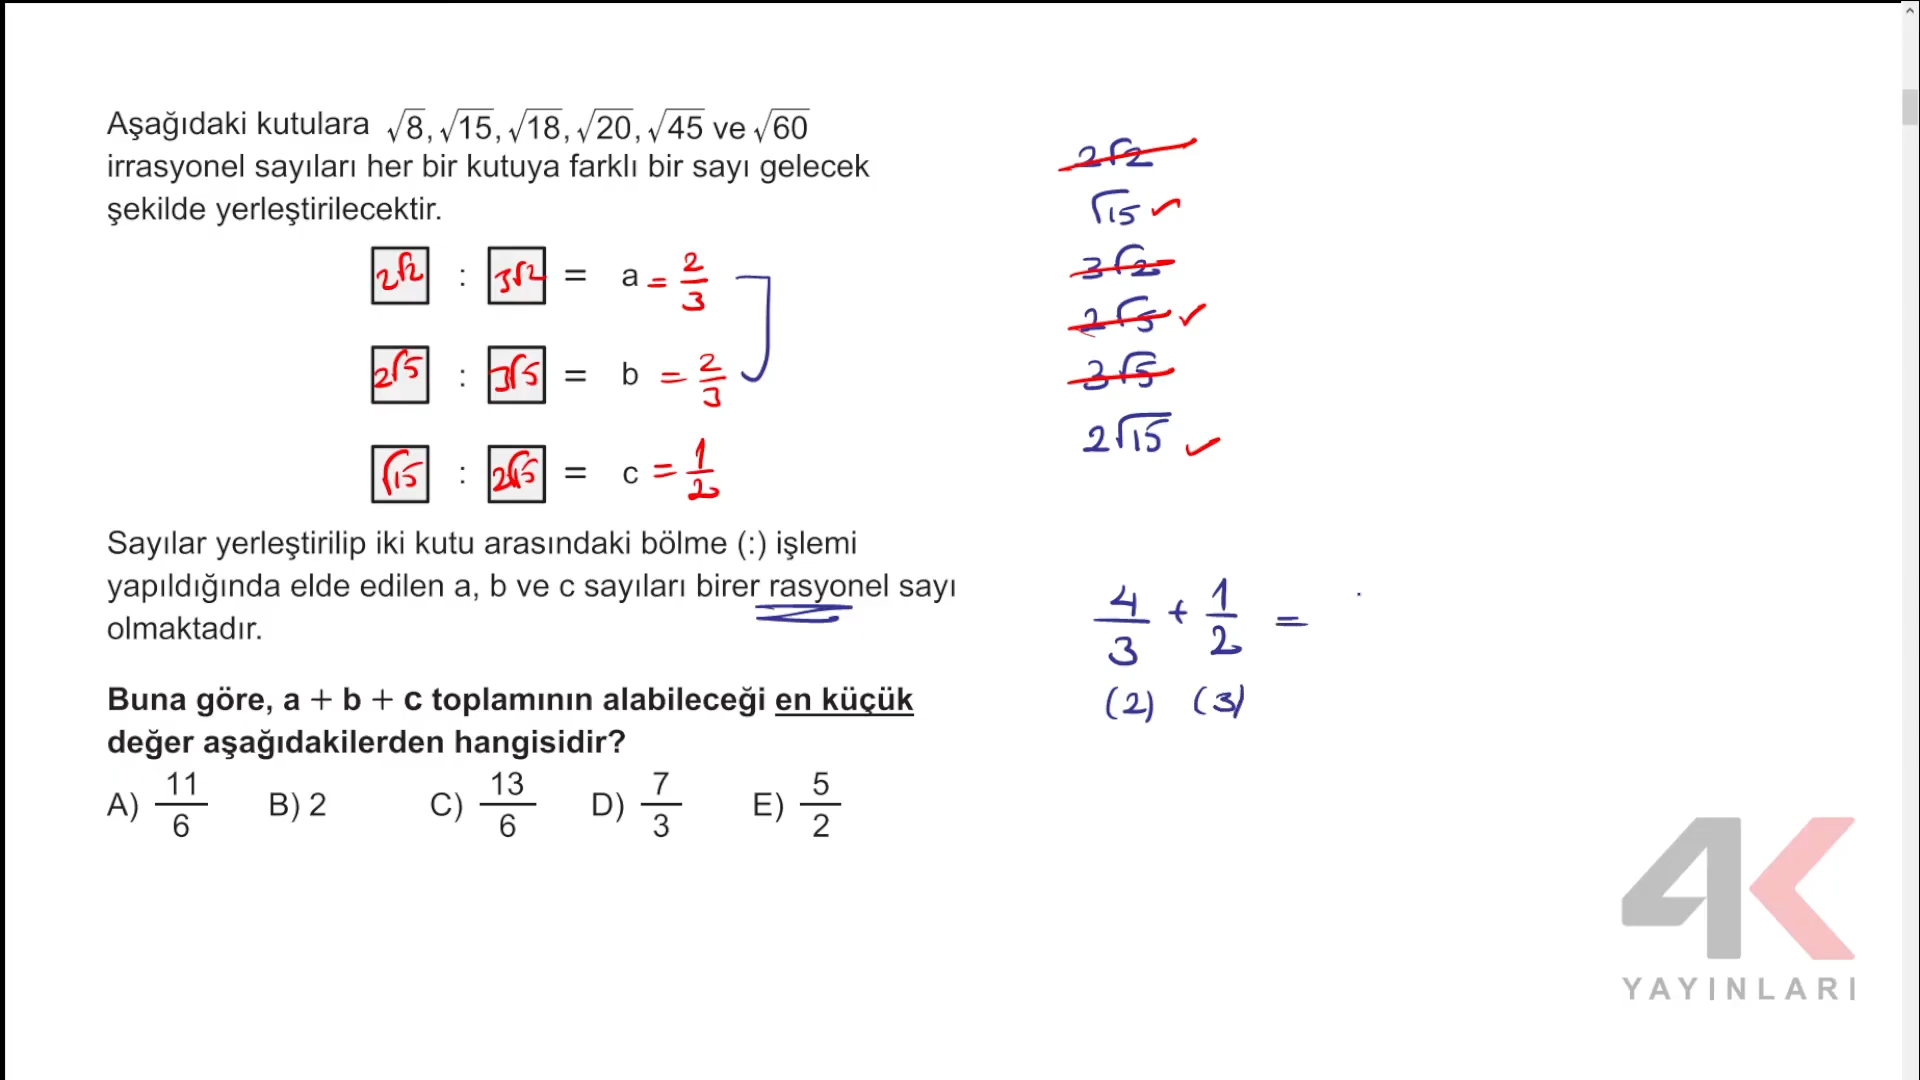 Aşağıdaki kutulara √8, √15, √18, √20, √45 ve √60
irrasyonel sayıları her bir kutuya farklı bir sayı gelecek
şekilde yerleştirilecektir.
2√2 : 3√2 = a = 2/3
2√5 : 3√5 = b = 2/3
√15 : 2√15 = c = 1/2
Sayılar yerleştirilip iki kutu arasındaki bölme (:) işlemi
yapıldığında elde edilen a, b ve c sayıları birer rasyonel sayı
olmaktadır.
Buna göre, a + b + c toplamının alabileceği en küçük
değer aşağıdakilerden hangisidir?
A) 11/6 B) 2 C) 13/6 D) 7/3 E) 5/2
2√2
√15 ✓
3√2
2√5 ✓
3√5
2√15 ✓
4/3 + 1/2 =
(2) (3)
4K
YAYINLARI